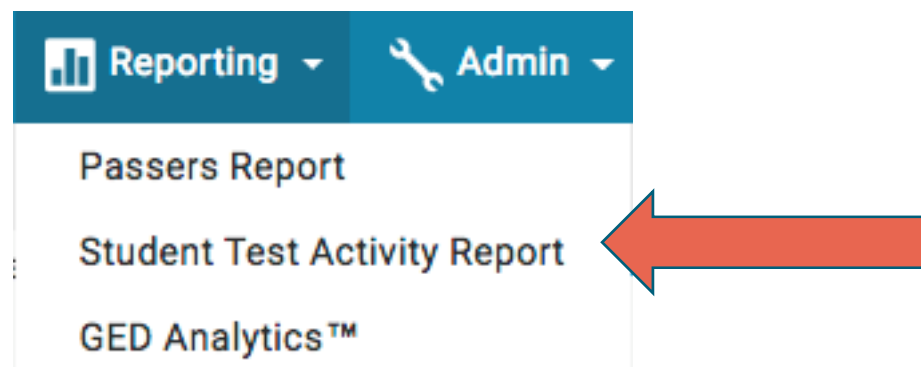 Reporting Admin
Passers Report
Student Test Activity Report
GED Analytics™